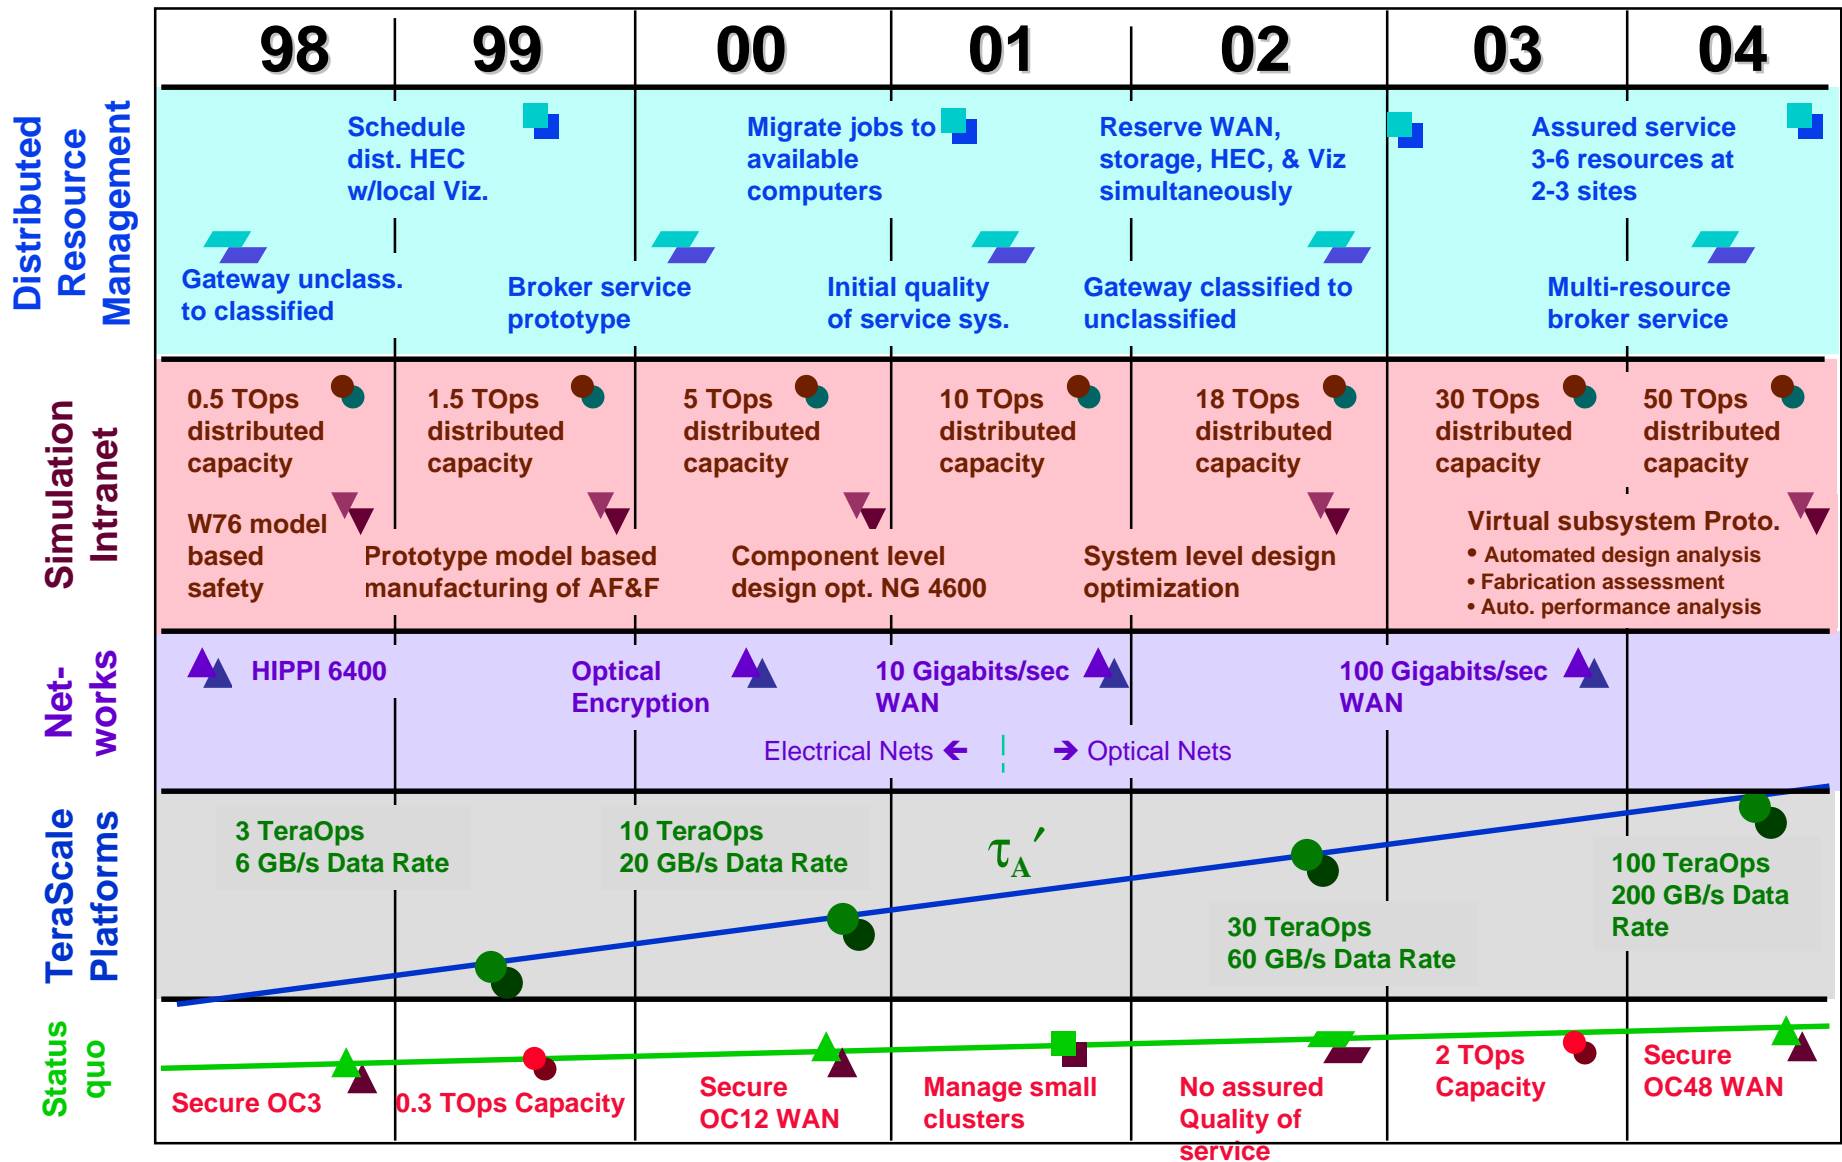 98 99 00 01 02 03 04
Distributed
Resource
Management
Schedule
dist. HEC
w/local Viz.
Migrate jobs to
available
computers
Reserve WAN,
storage, HEC, & Viz
simultaneously
Assured service
3-6 resources at
2-3 sites
Gateway unclass.
to classified
Broker service
prototype
Initial quality
of service sys.
Gateway classified to
unclassified
Multi-resource
broker service
Simulation
Intranet
0.5 TOps
distributed
capacity
1.5 TOps
distributed
capacity
5 TOps
distributed
capacity
10 TOps
distributed
capacity
18 TOps
distributed
capacity
30 TOps
distributed
capacity
50 TOps
distributed
capacity
W76 model
based
safety
Prototype model based
manufacturing of AF&F
Component level
design opt. NG 4600
System level design
optimization
Virtual subsystem Proto.
• Automated design analysis
• Fabrication assessment
• Auto. performance analysis
Net-
works
HIPPI 6400
Optical
Encryption
10 Gigabits/sec
WAN
100 Gigabits/sec
WAN
Electrical Nets ← → Optical Nets
TeraScale
Platforms
3 TeraOps
6 GB/s Data Rate
10 TeraOps
20 GB/s Data Rate
τA′
30 TeraOps
60 GB/s Data Rate
100 TeraOps
200 GB/s Data
Rate
Status
quo
Secure OC3
0.3 TOps Capacity
Secure
OC12 WAN
Manage small
clusters
No assured
Quality of
service
2 TOps
Capacity
Secure
OC48 WAN